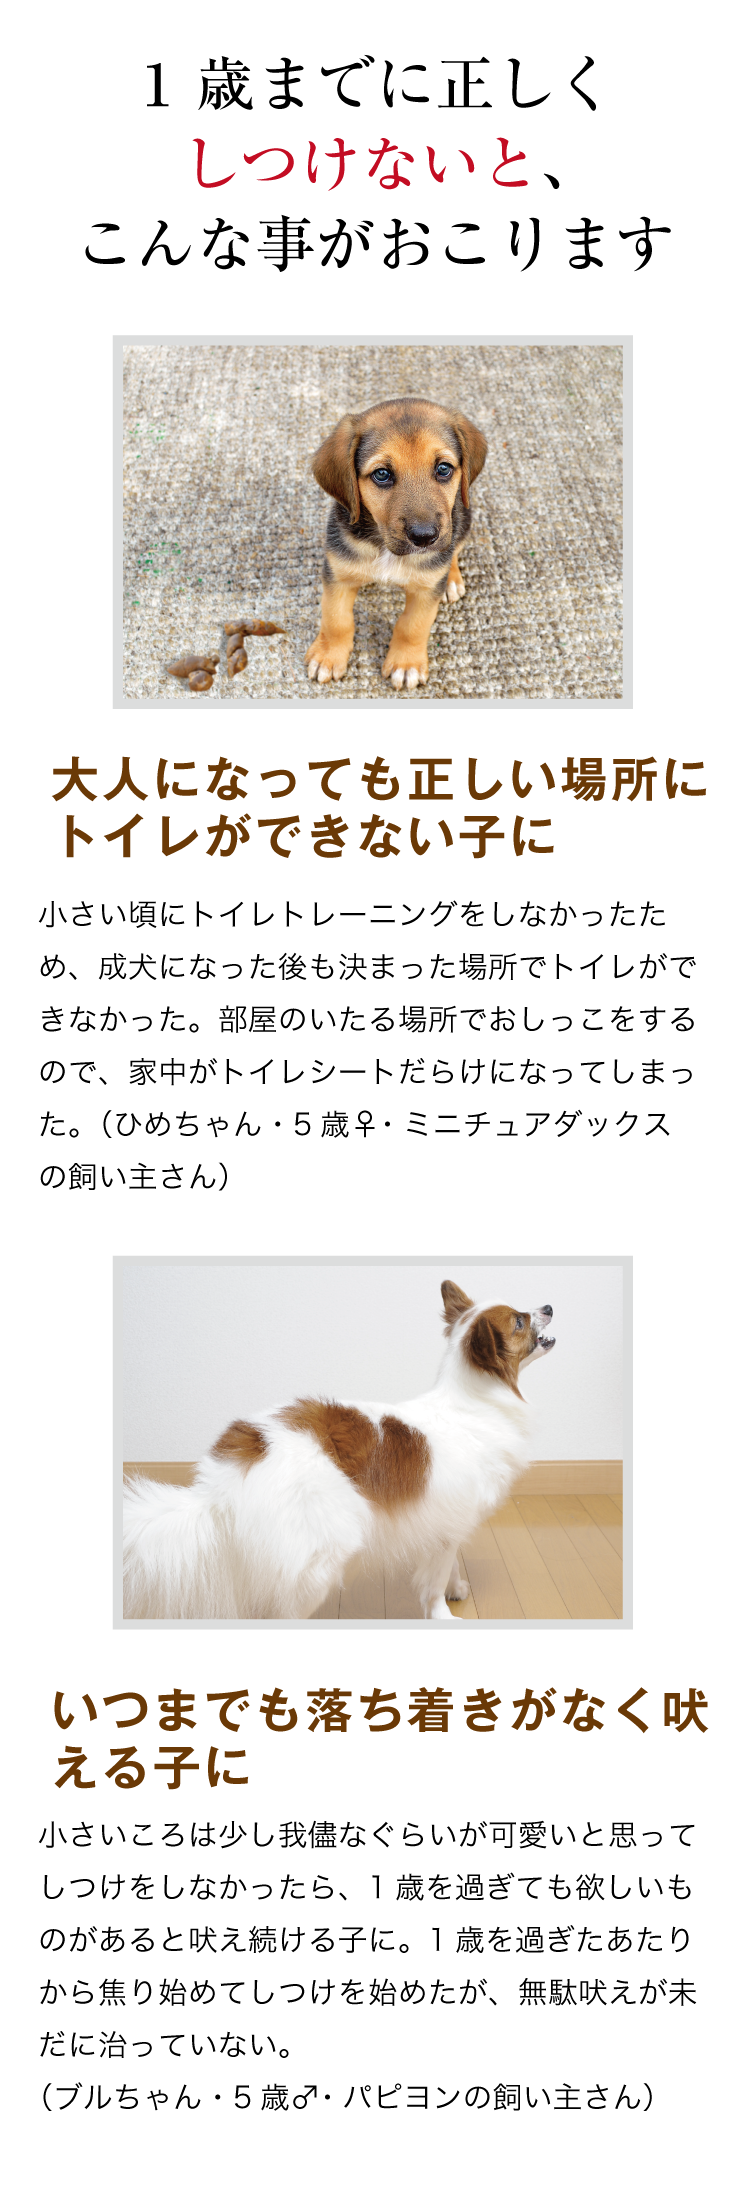 1 歳までに正しく
しつけないと、
こんな事がおこります
大人になっても正しい場所に
トイレができない子に
小さい頃にトイレトレーニングをしなかったた
め、成犬になった後も決まった場所でトイレがで
きなかった。部屋のいたる場所でおしっこをする
ので、家中がトイレシートだらけになってしまっ
た。（ひめちゃん・5 歳♀・ミニチュアダックス
の飼い主さん）
いつまでも落ち着きがなく吠
える子に
小さいころは少し我儘なぐらいが可愛いと思って
しつけをしなかったら、1 歳を過ぎても欲しいも
のがあると吠え続ける子に。1 歳を過ぎたあたり
から焦り始めてしつけを始めたが、無駄吠えが未
だに治っていない。
（ブルちゃん・5 歳♂・パピヨンの飼い主さん）